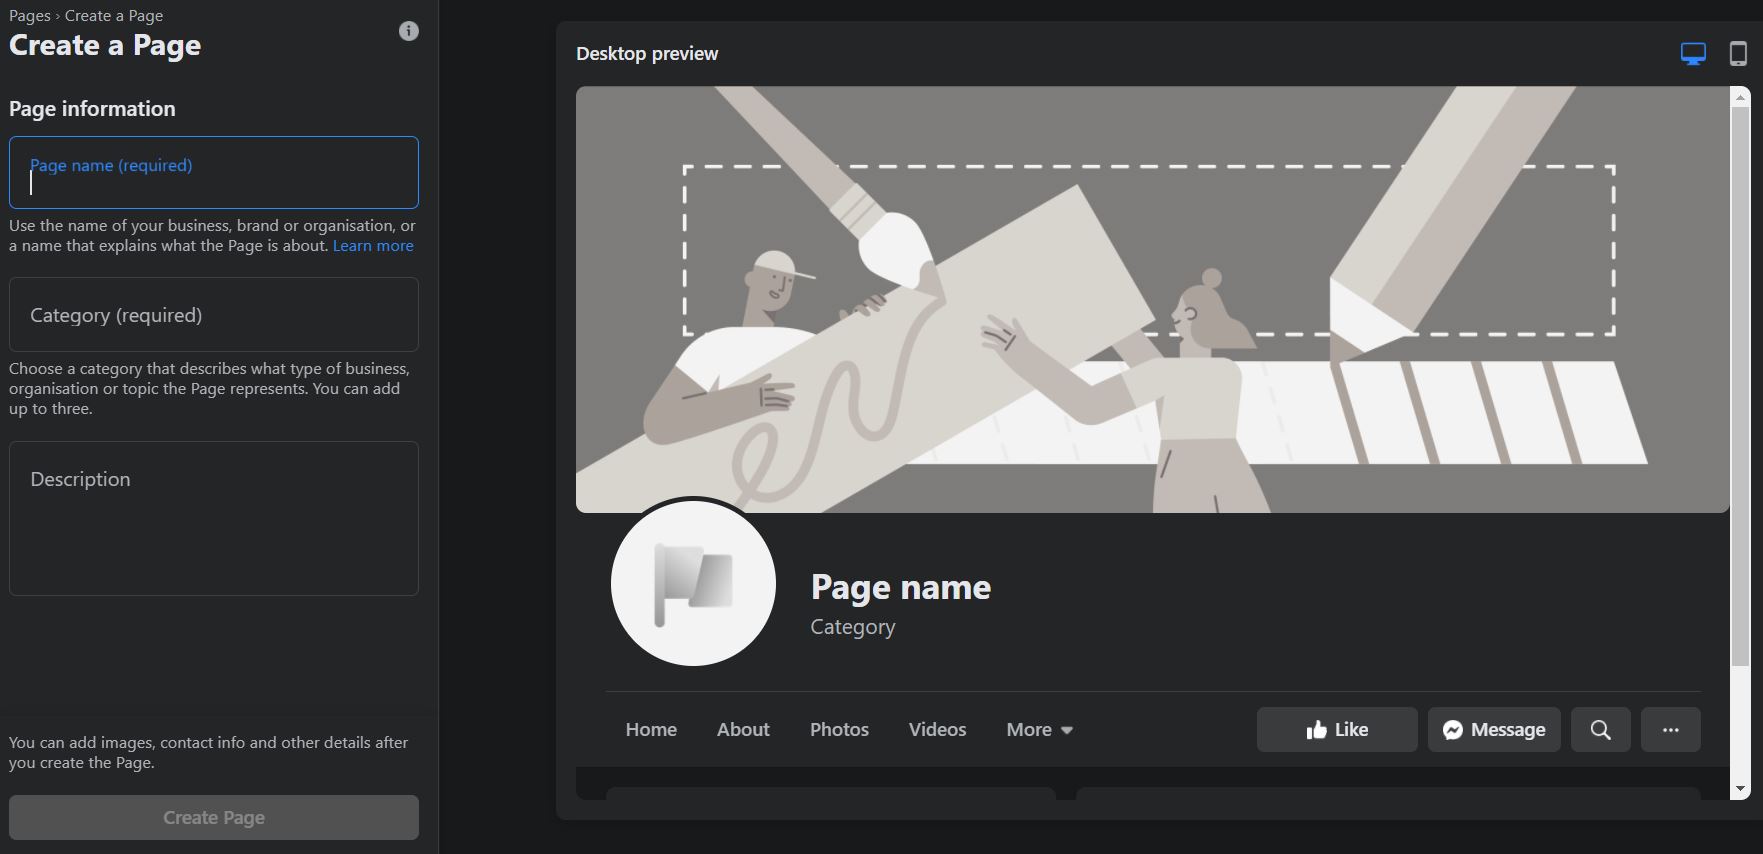 Pages › Create a Page
Create a Page
Page information
Page name (required)
Use the name of your business, brand or organisation, or
a name that explains what the Page is about. Learn more
Category (required)
Choose a category that describes what type of business,
organisation or topic the Page represents. You can add
up to three.
Description
You can add images, contact info and other details after
you create the Page.
Create Page
Desktop preview
Page name
Category
Home About Photos Videos More Like Message